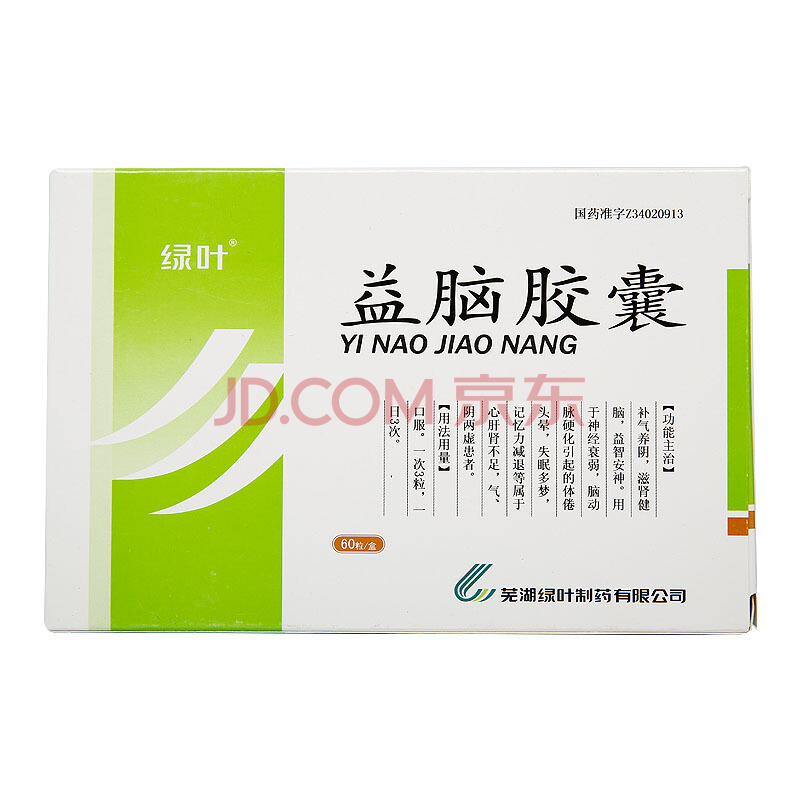 国药准字Z34020913
绿叶®
益脑胶囊
YI NAO JIAO NANG
JD.COM 京东
【功能主治】
补气养阴，滋肾健
脑，益智安神。用
于神经衰弱，脑动
脉硬化引起的体倦
头晕，失眠多梦，
记忆力减退等属于
心肝肾不足，气、
阴两虚患者。
【用法用量】
口服。一次3粒，一
日3次。
60粒/盒
芜湖绿叶制药有限公司